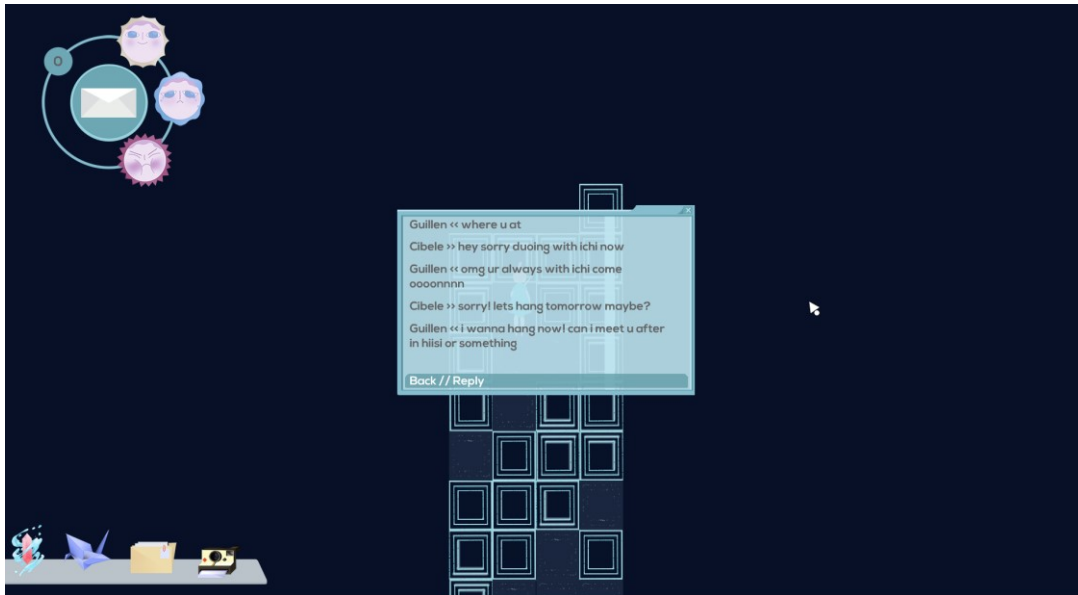 0
Guillen << where u at
Cibele >> hey sorry duoing with ichi now
Guillen << omg ur always with ichi come
oooonnnn
Cibele >> sorry! lets hang tomorrow maybe?
Guillen << i wanna hang now! can i meet u after
in hiisi or something
Back // Reply